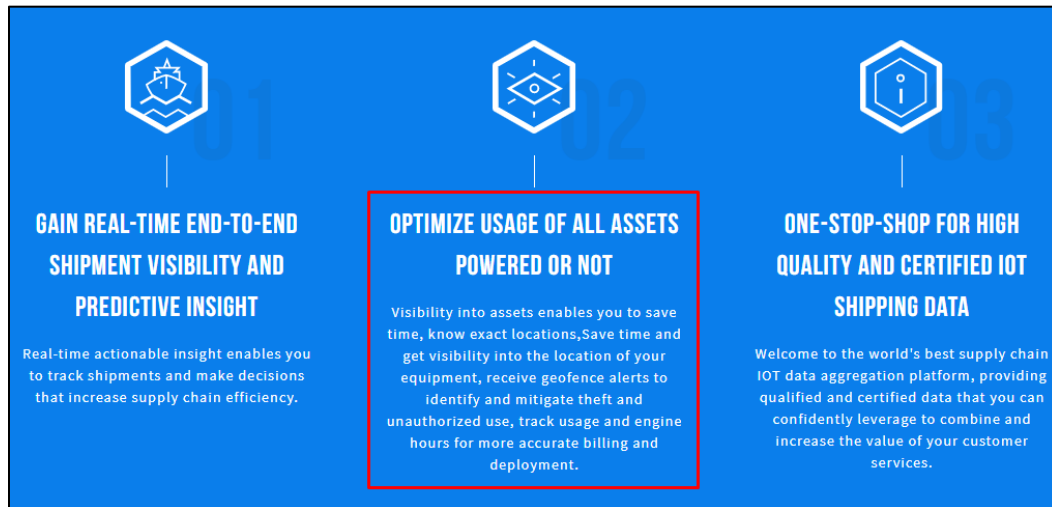 01
GAIN REAL-TIME END-TO-END
SHIPMENT VISIBILITY AND
PREDICTIVE INSIGHT
Real-time actionable insight enables you
to track shipments and make decisions
that increase supply chain efficiency.
02
OPTIMIZE USAGE OF ALL ASSETS
POWERED OR NOT
Visibility into assets enables you to save
time, know exact locations,Save time and
get visibility into the location of your
equipment, receive geofence alerts to
identify and mitigate theft and
unauthorized use, track usage and engine
hours for more accurate billing and
deployment.
03
ONE-STOP-SHOP FOR HIGH
QUALITY AND CERTIFIED IOT
SHIPPING DATA
Welcome to the world's best supply chain
IOT data aggregation platform, providing
qualified and certified data that you can
confidently leverage to combine and
increase the value of your customer
services.